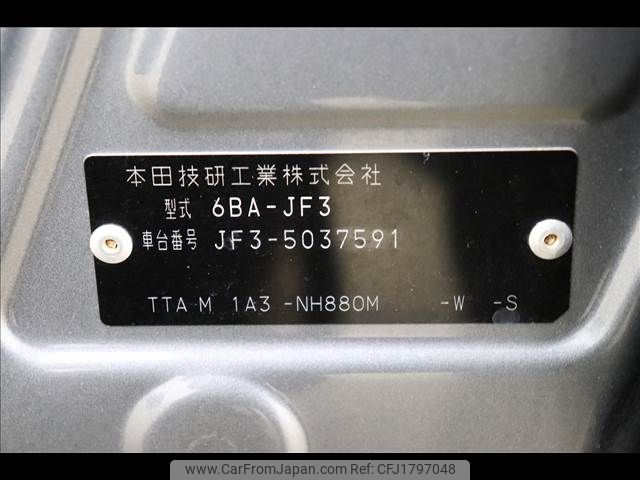 本田技研工業株式会社
型式 6BA-JF3
車台番号 JF3-5037591
TTA M 1A3 -NH880M -W -S
www.CarFromJapan.com CFJ1797048